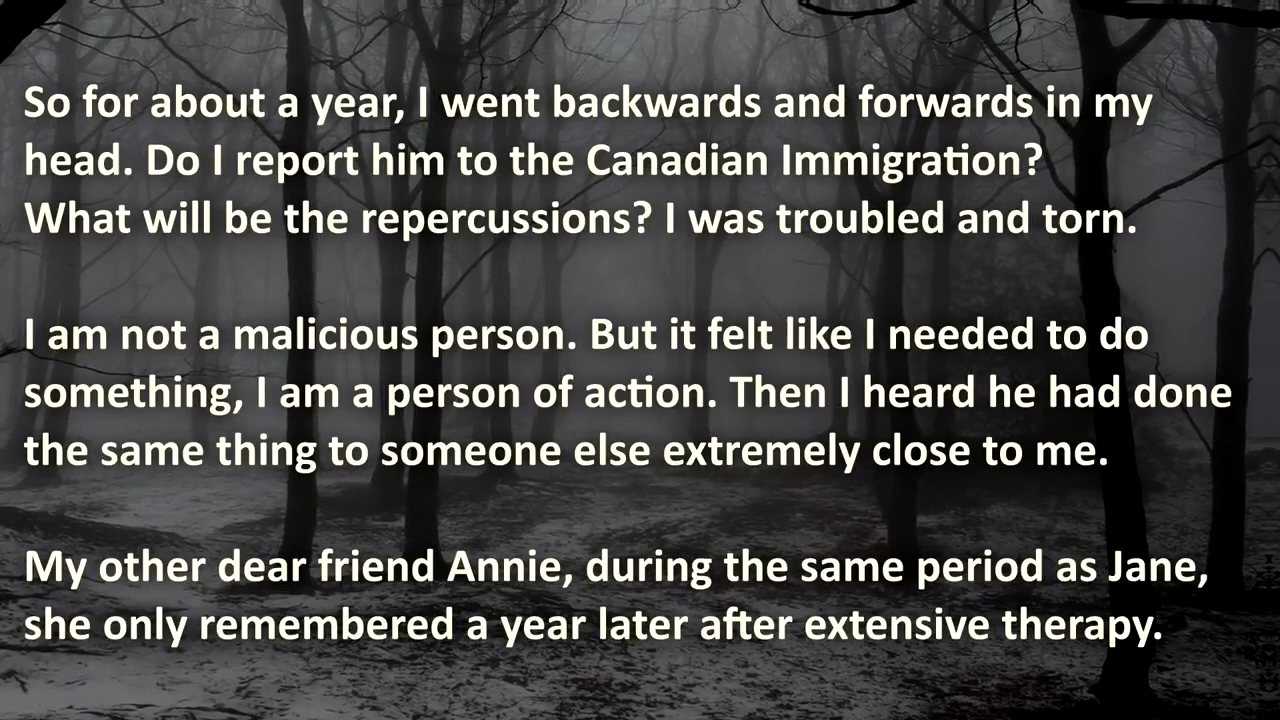 So for about a year, I went backwards and forwards in my
head. Do I report him to the Canadian Immigration?
What will be the repercussions? I was troubled and torn.
I am not a malicious person. But it felt like I needed to do
something, I am a person of action. Then I heard he had done
the same thing to someone else extremely close to me.
My other dear friend Annie, during the same period as Jane,
she only remembered a year later after extensive therapy.